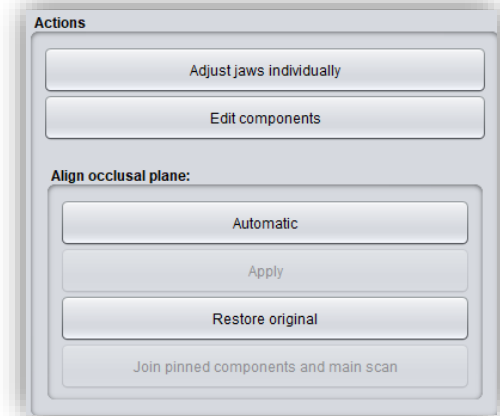 Actions
Adjust jaws individually
Edit components
Align occlusal plane:
Automatic
Apply
Restore original
Join pinned components and main scan